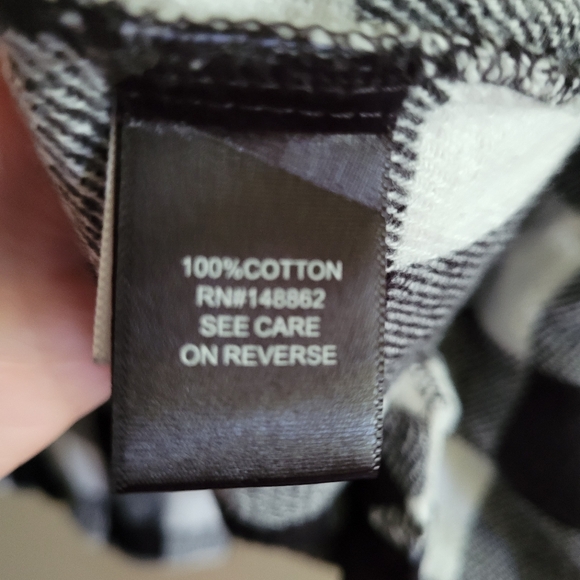 100%COTTON
RN#148862
SEE CARE
ON REVERSE